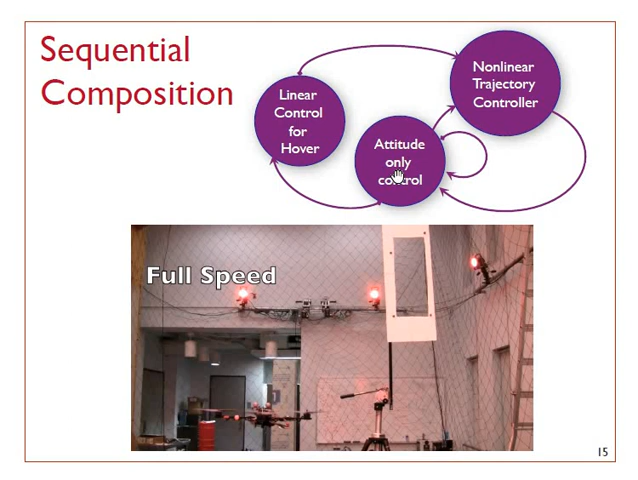 Sequential
Composition
Linear
Control
for
Hover
Attitude
only
control
Nonlinear
Trajectory
Controller
Full Speed
15